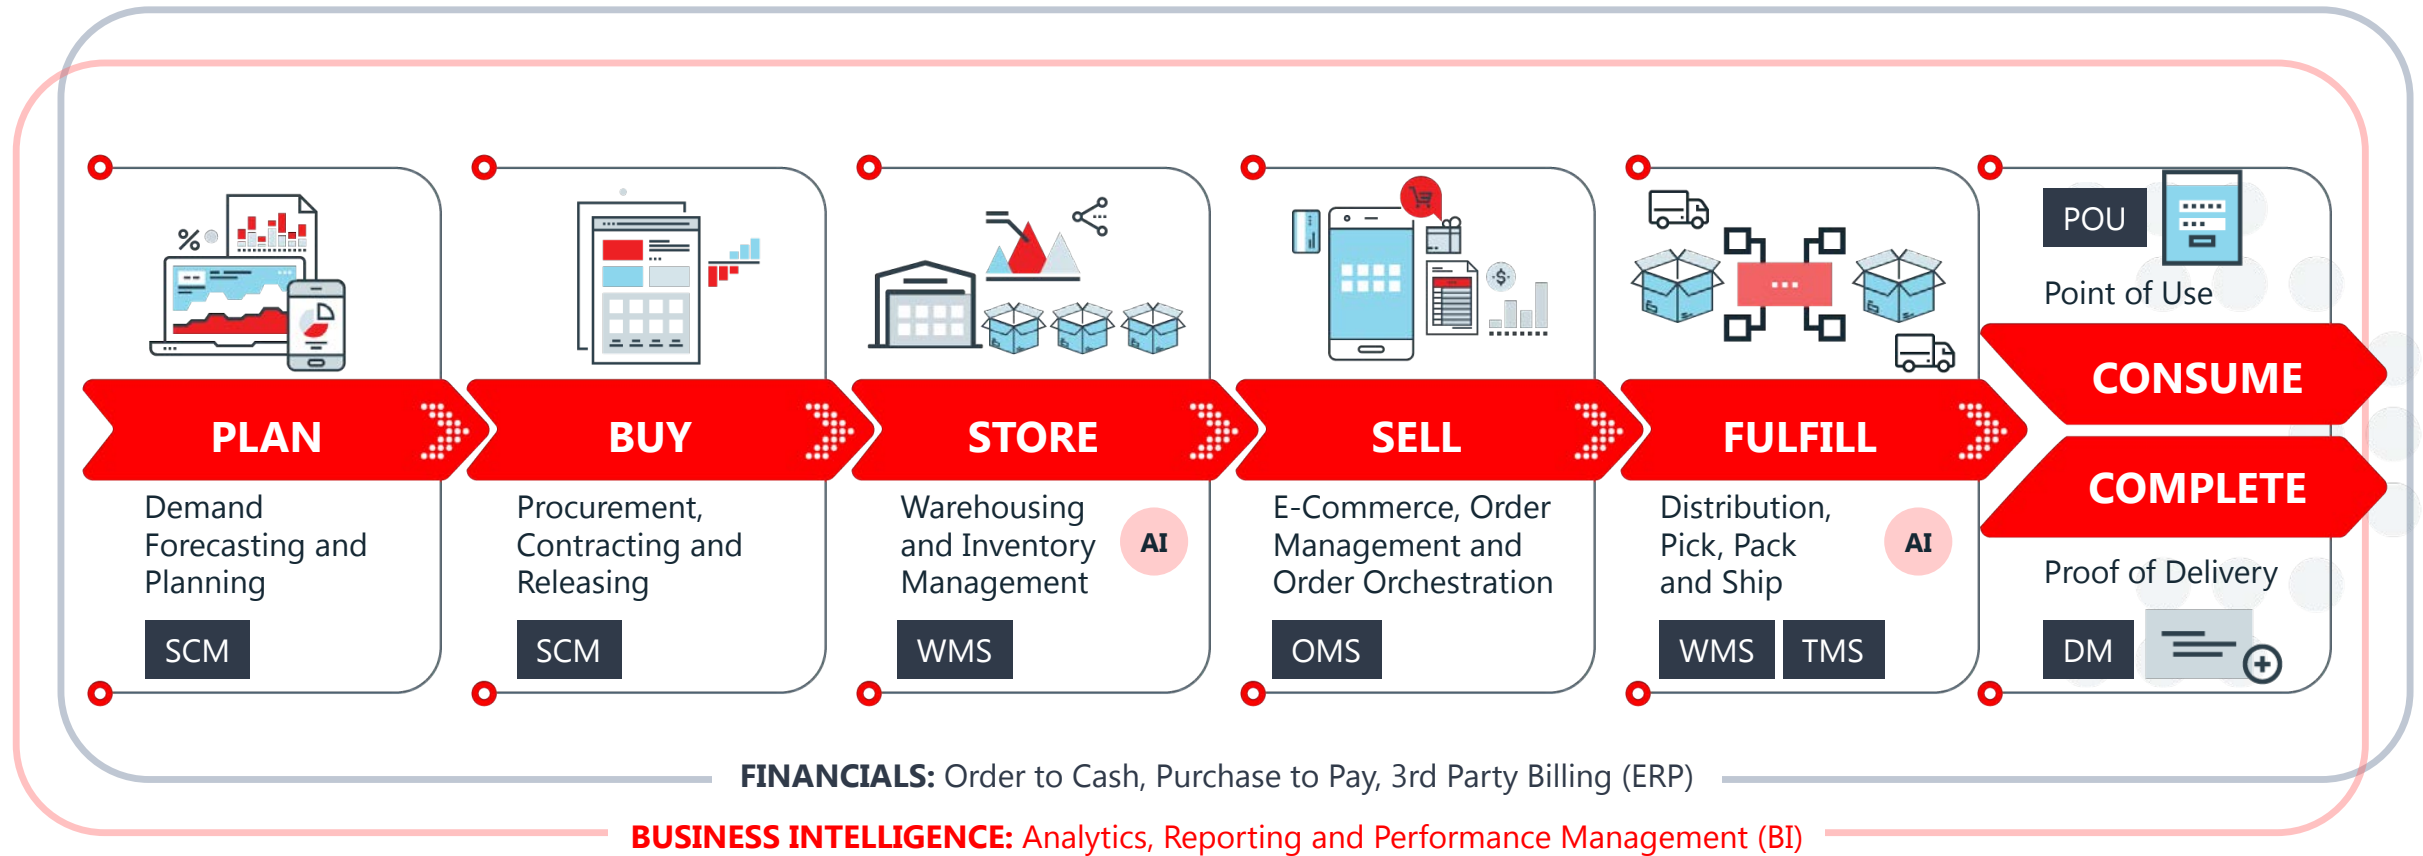 PLAN
Demand
Forecasting and
Planning
SCM
BUY
Procurement,
Contracting and
Releasing
SCM
STORE
Warehousing
and Inventory
Management
AI
WMS
SELL
E-Commerce, Order
Management and
Order Orchestration
OMS
FULFILL
Distribution,
Pick, Pack
and Ship
AI
WMS
TMS
POU
Point of Use
CONSUME
COMPLETE
Proof of Delivery
DM
FINANCIALS: Order to Cash, Purchase to Pay, 3rd Party Billing (ERP)
BUSINESS INTELLIGENCE: Analytics, Reporting and Performance Management (BI)
%
$